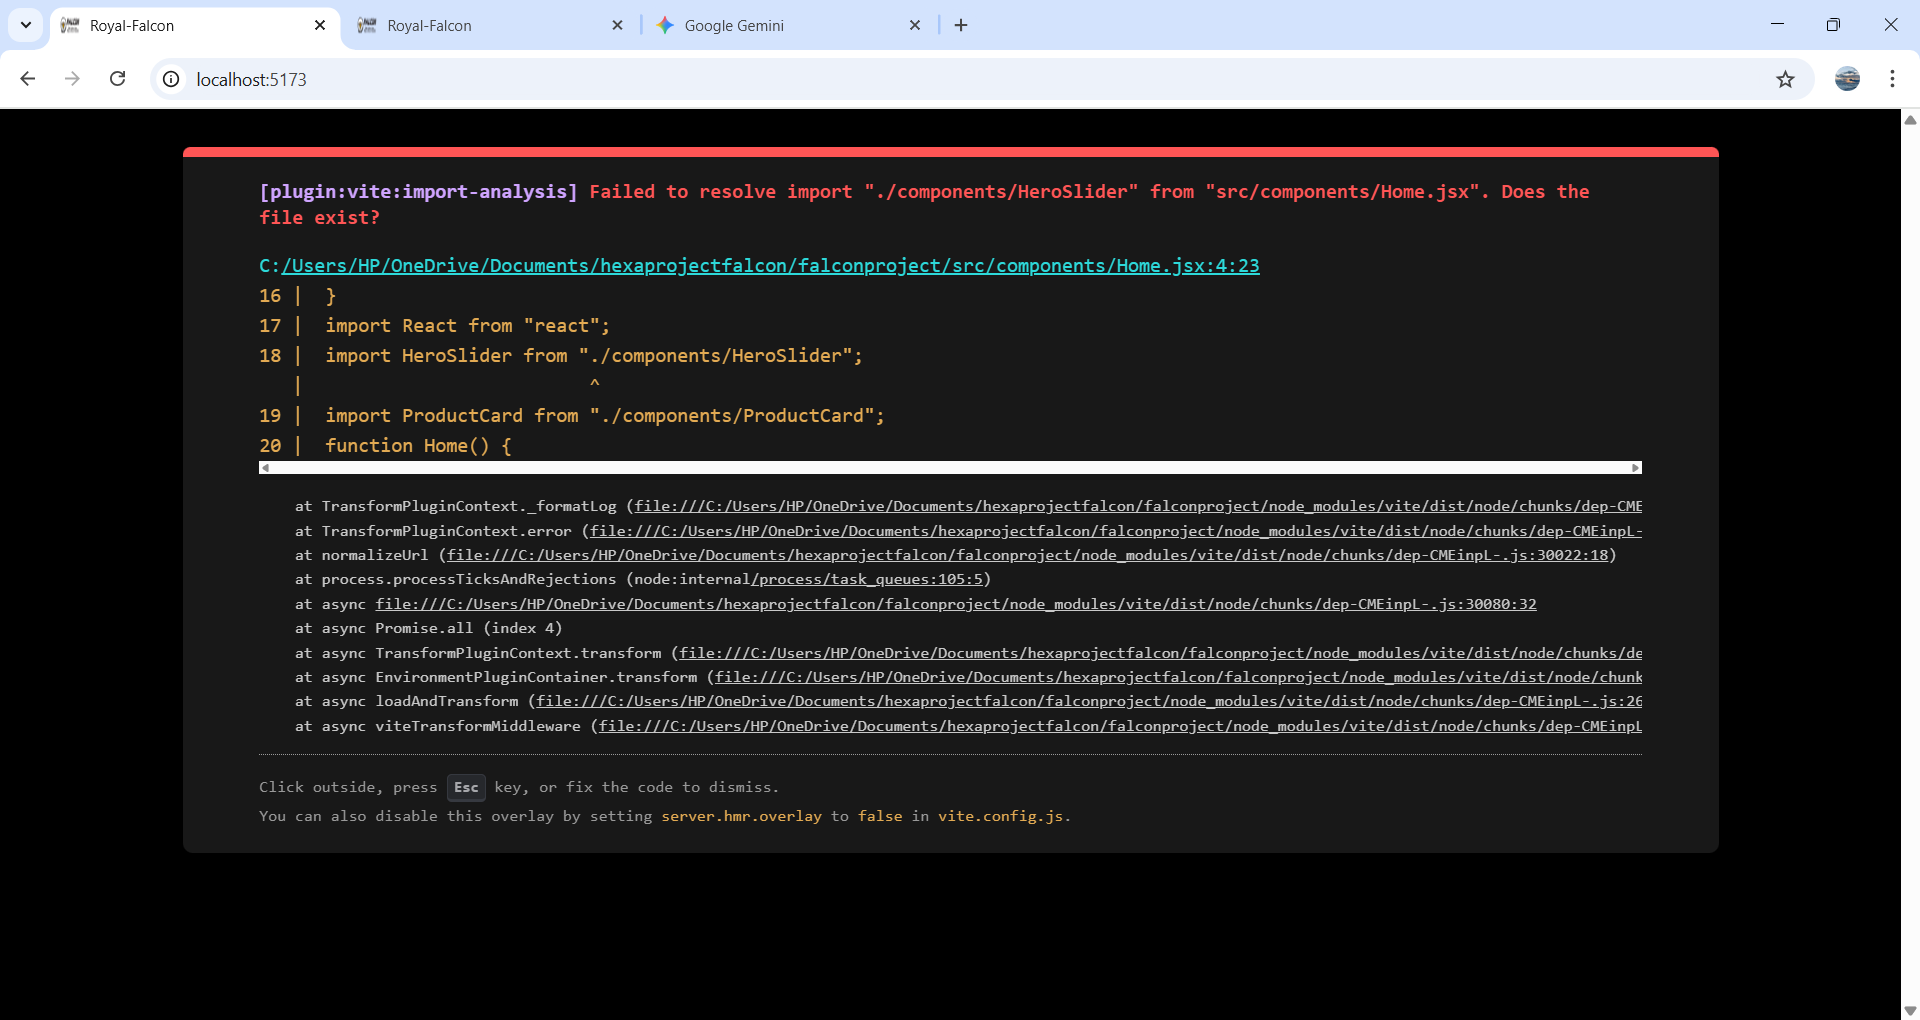 Royal-Falcon
Royal-Falcon
Google Gemini
localhost:5173
[plugin:vite:import-analysis] Failed to resolve import "./components/HeroSlider" from "src/components/Home.jsx". Does the
file exist?
C:/Users/HP/OneDrive/Documents/hexaprojectfalcon/falconproject/src/components/Home.jsx:4:23
16 |  }
17 |  import React from "react";
18 |  import HeroSlider from "./components/HeroSlider";
   |                          ^
19 |  import ProductCard from "./components/ProductCard";
20 |  function Home() {
at TransformPluginContext._formatLog (file:///C:/Users/HP/OneDrive/Documents/hexaprojectfalcon/falconproject/node_modules/vite/dist/node/chunks/dep-CME
at TransformPluginContext.error (file:///C:/Users/HP/OneDrive/Documents/hexaprojectfalcon/falconproject/node_modules/vite/dist/node/chunks/dep-CMEinpL-
at normalizeUrl (file:///C:/Users/HP/OneDrive/Documents/hexaprojectfalcon/falconproject/node_modules/vite/dist/node/chunks/dep-CMEinpL-.js:30022:18)
at process.processTicksAndRejections (node:internal/process/task_queues:105:5)
at async file:///C:/Users/HP/OneDrive/Documents/hexaprojectfalcon/falconproject/node_modules/vite/dist/node/chunks/dep-CMEinpL-.js:30080:32
at async Promise.all (index 4)
at async TransformPluginContext.transform (file:///C:/Users/HP/OneDrive/Documents/hexaprojectfalcon/falconproject/node_modules/vite/dist/node/chunks/de
at async EnvironmentPluginContainer.transform (file:///C:/Users/HP/OneDrive/Documents/hexaprojectfalcon/falconproject/node_modules/vite/dist/node/chunk
at async loadAndTransform (file:///C:/Users/HP/OneDrive/Documents/hexaprojectfalcon/falconproject/node_modules/vite/dist/node/chunks/dep-CMEinpL-.js:26
at async viteTransformMiddleware (file:///C:/Users/HP/OneDrive/Documents/hexaprojectfalcon/falconproject/node_modules/vite/dist/node/chunks/dep-CMEinpL
Click outside, press Esc key, or fix the code to dismiss.
You can also disable this overlay by setting server.hmr.overlay to false in vite.config.js.